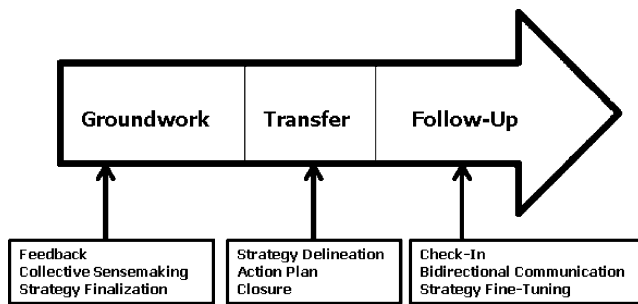 Groundwork
Transfer
Follow-Up
Feedback
Collective Sensemaking
Strategy Finalization
Strategy Delineation
Action Plan
Closure
Check-In
Bidirectional Communication
Strategy Fine-Tuning